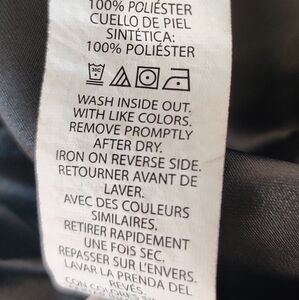 100% POLIÉSTER
CUELLO DE PIEL
SINTÉTICA:
100% POLIÉSTER
WASH INSIDE OUT.
WITH LIKE COLORS.
REMOVE PROMPTLY
AFTER DRY.
IRON ON REVERSE SIDE.
RETOURNER AVANT DE
LAVER.
AVEC DES COULEURS
SIMILAIRES.
RETIRER RAPIDEMENT
UNE FOIS SEC.
REPASSER SUR L'ENVERS.
LAVAR LA PRENDA DEL
REVÉS.
CON COLORES